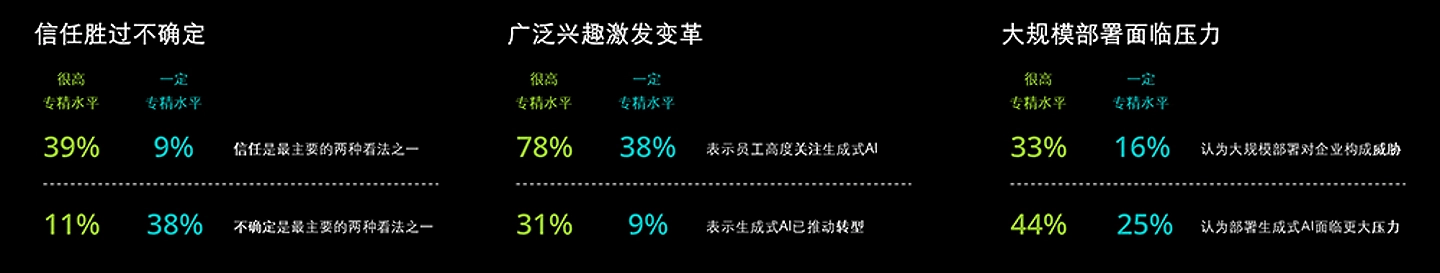 信任胜过不确定
很高 一定
专精水平 专精水平
39% 9% 信任是最主要的两种看法之一
11% 38% 不确定是最主要的两种看法之一
广泛兴趣激发变革
很高 一定
专精水平 专精水平
78% 38% 表示员工高度关注生成式AI
31% 9% 表示生成式AI已推动转型
大规模部署面临压力
很高 一定
专精水平 专精水平
33% 16% 认为大规模部署对企业构成威胁
44% 25% 认为部署生成式AI面临更大压力